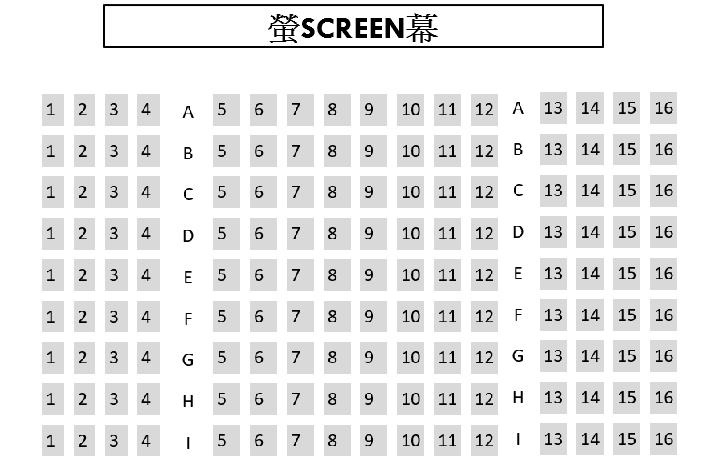 螢SCREEN幕
1 2 3 4 A 5 6 7 8 9 10 11 12 A 13 14 15 16
1 2 3 4 B 5 6 7 8 9 10 11 12 B 13 14 15 16
1 2 3 4 C 5 6 7 8 9 10 11 12 C 13 14 15 16
1 2 3 4 D 5 6 7 8 9 10 11 12 D 13 14 15 16
1 2 3 4 E 5 6 7 8 9 10 11 12 E 13 14 15 16
1 2 3 4 F 5 6 7 8 9 10 11 12 F 13 14 15 16
1 2 3 4 G 5 6 7 8 9 10 11 12 G 13 14 15 16
1 2 3 4 H 5 6 7 8 9 10 11 12 H 13 14 15 16
1 2 3 4 I 5 6 7 8 9 10 11 12 I 13 14 15 16